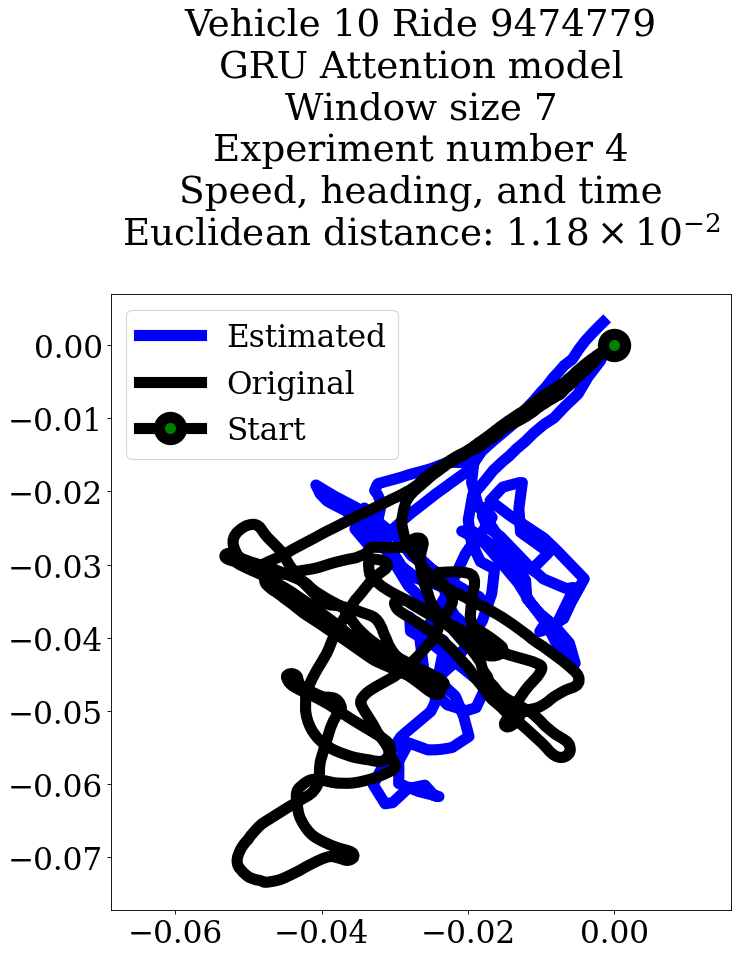 Vehicle 10 Ride 9474779
GRU Attention model
Window size 7
Experiment number 4
Speed, heading, and time
Euclidean distance: 1.18 × 10⁻²
Estimated
Original
Start
0.00
−0.01
−0.02
−0.03
−0.04
−0.05
−0.06
−0.07
−0.06 −0.04 −0.02 0.00